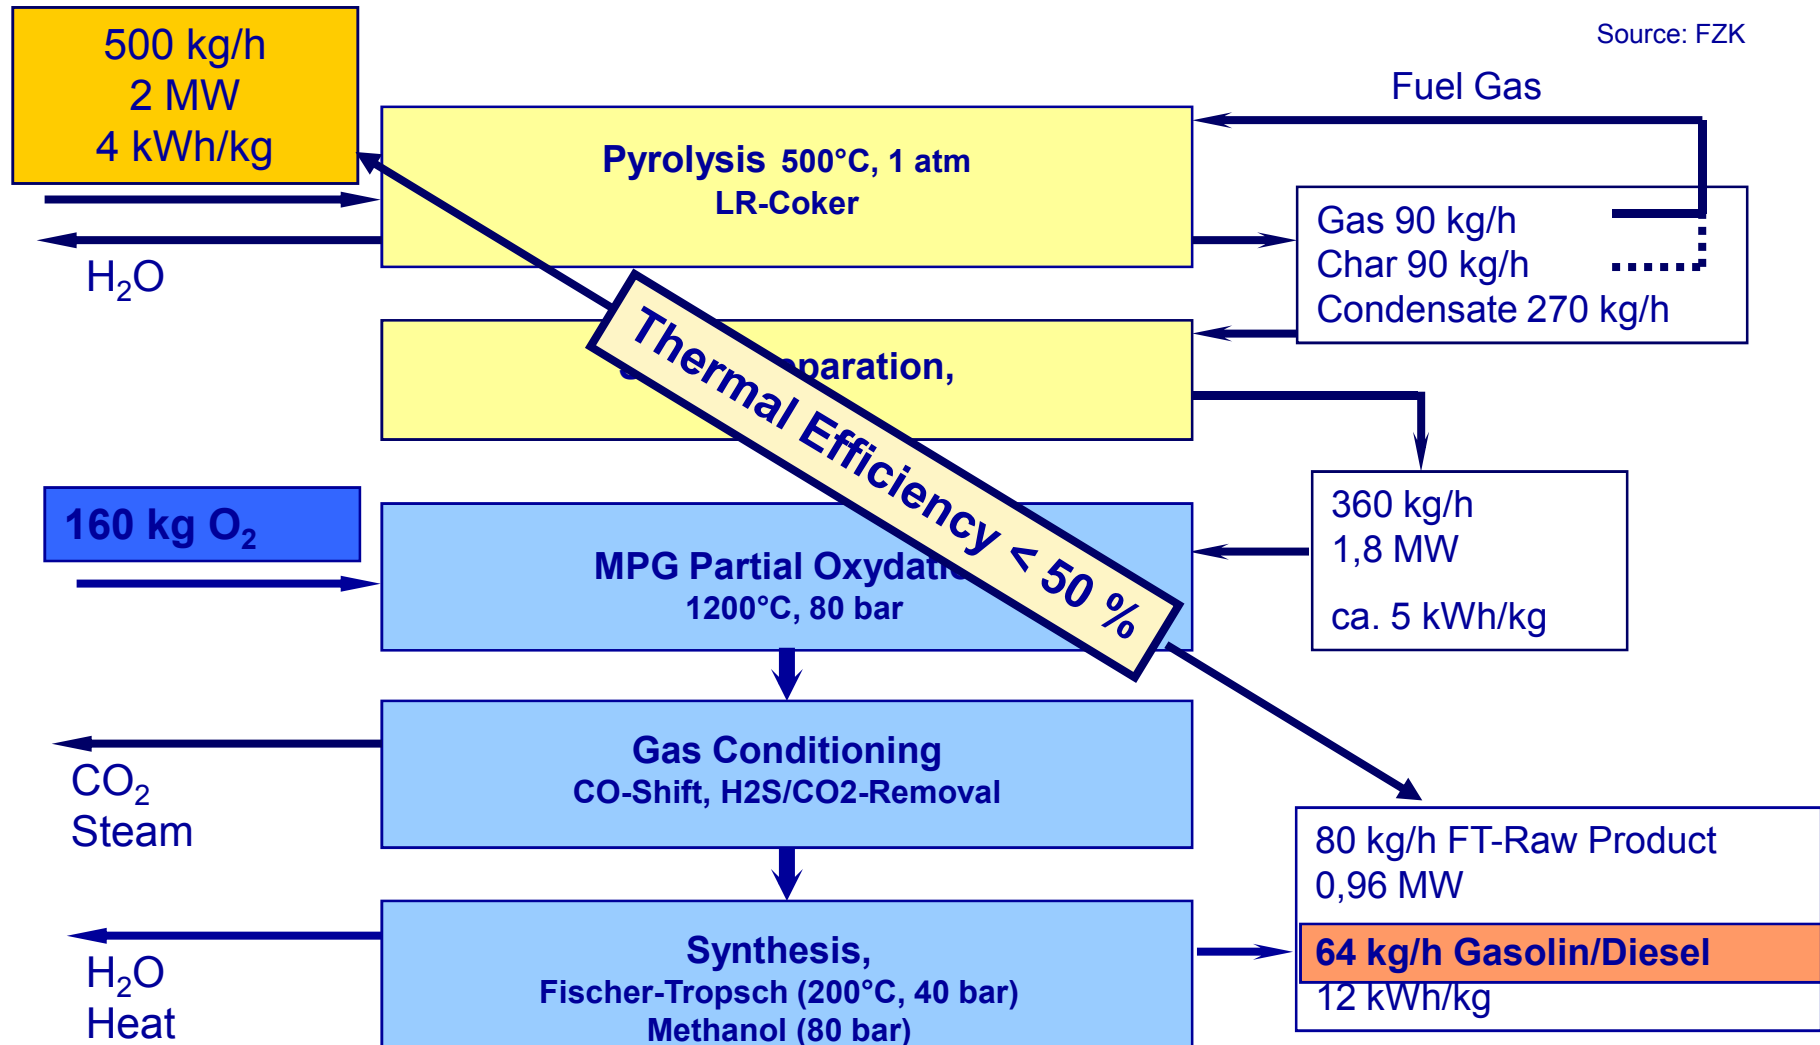 500 kg/h
2 MW
4 kWh/kg
Source: FZK
Fuel Gas
Pyrolysis 500°C, 1 atm
LR-Coker
H₂O
Gas 90 kg/h
Char 90 kg/h
Condensate 270 kg/h
paration,
Thermal Efficiency < 50 %
160 kg O₂
MPG Partial Oxydati
1200°C, 80 bar
360 kg/h
1,8 MW
ca. 5 kWh/kg
Gas Conditioning
CO-Shift, H2S/CO2-Removal
CO₂
Steam
80 kg/h FT-Raw Product
0,96 MW
64 kg/h Gasolin/Diesel
12 kWh/kg
Synthesis,
Fischer-Tropsch (200°C, 40 bar)
Methanol (80 bar)
H₂O
Heat